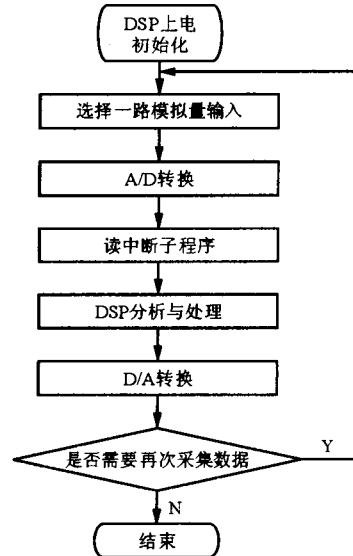 DSP上电
初始化
选择一路模拟量输入
A/D转换
读中断子程序
DSP分析与处理
D/A转换
是否需要再次采集数据
Y
N
结束